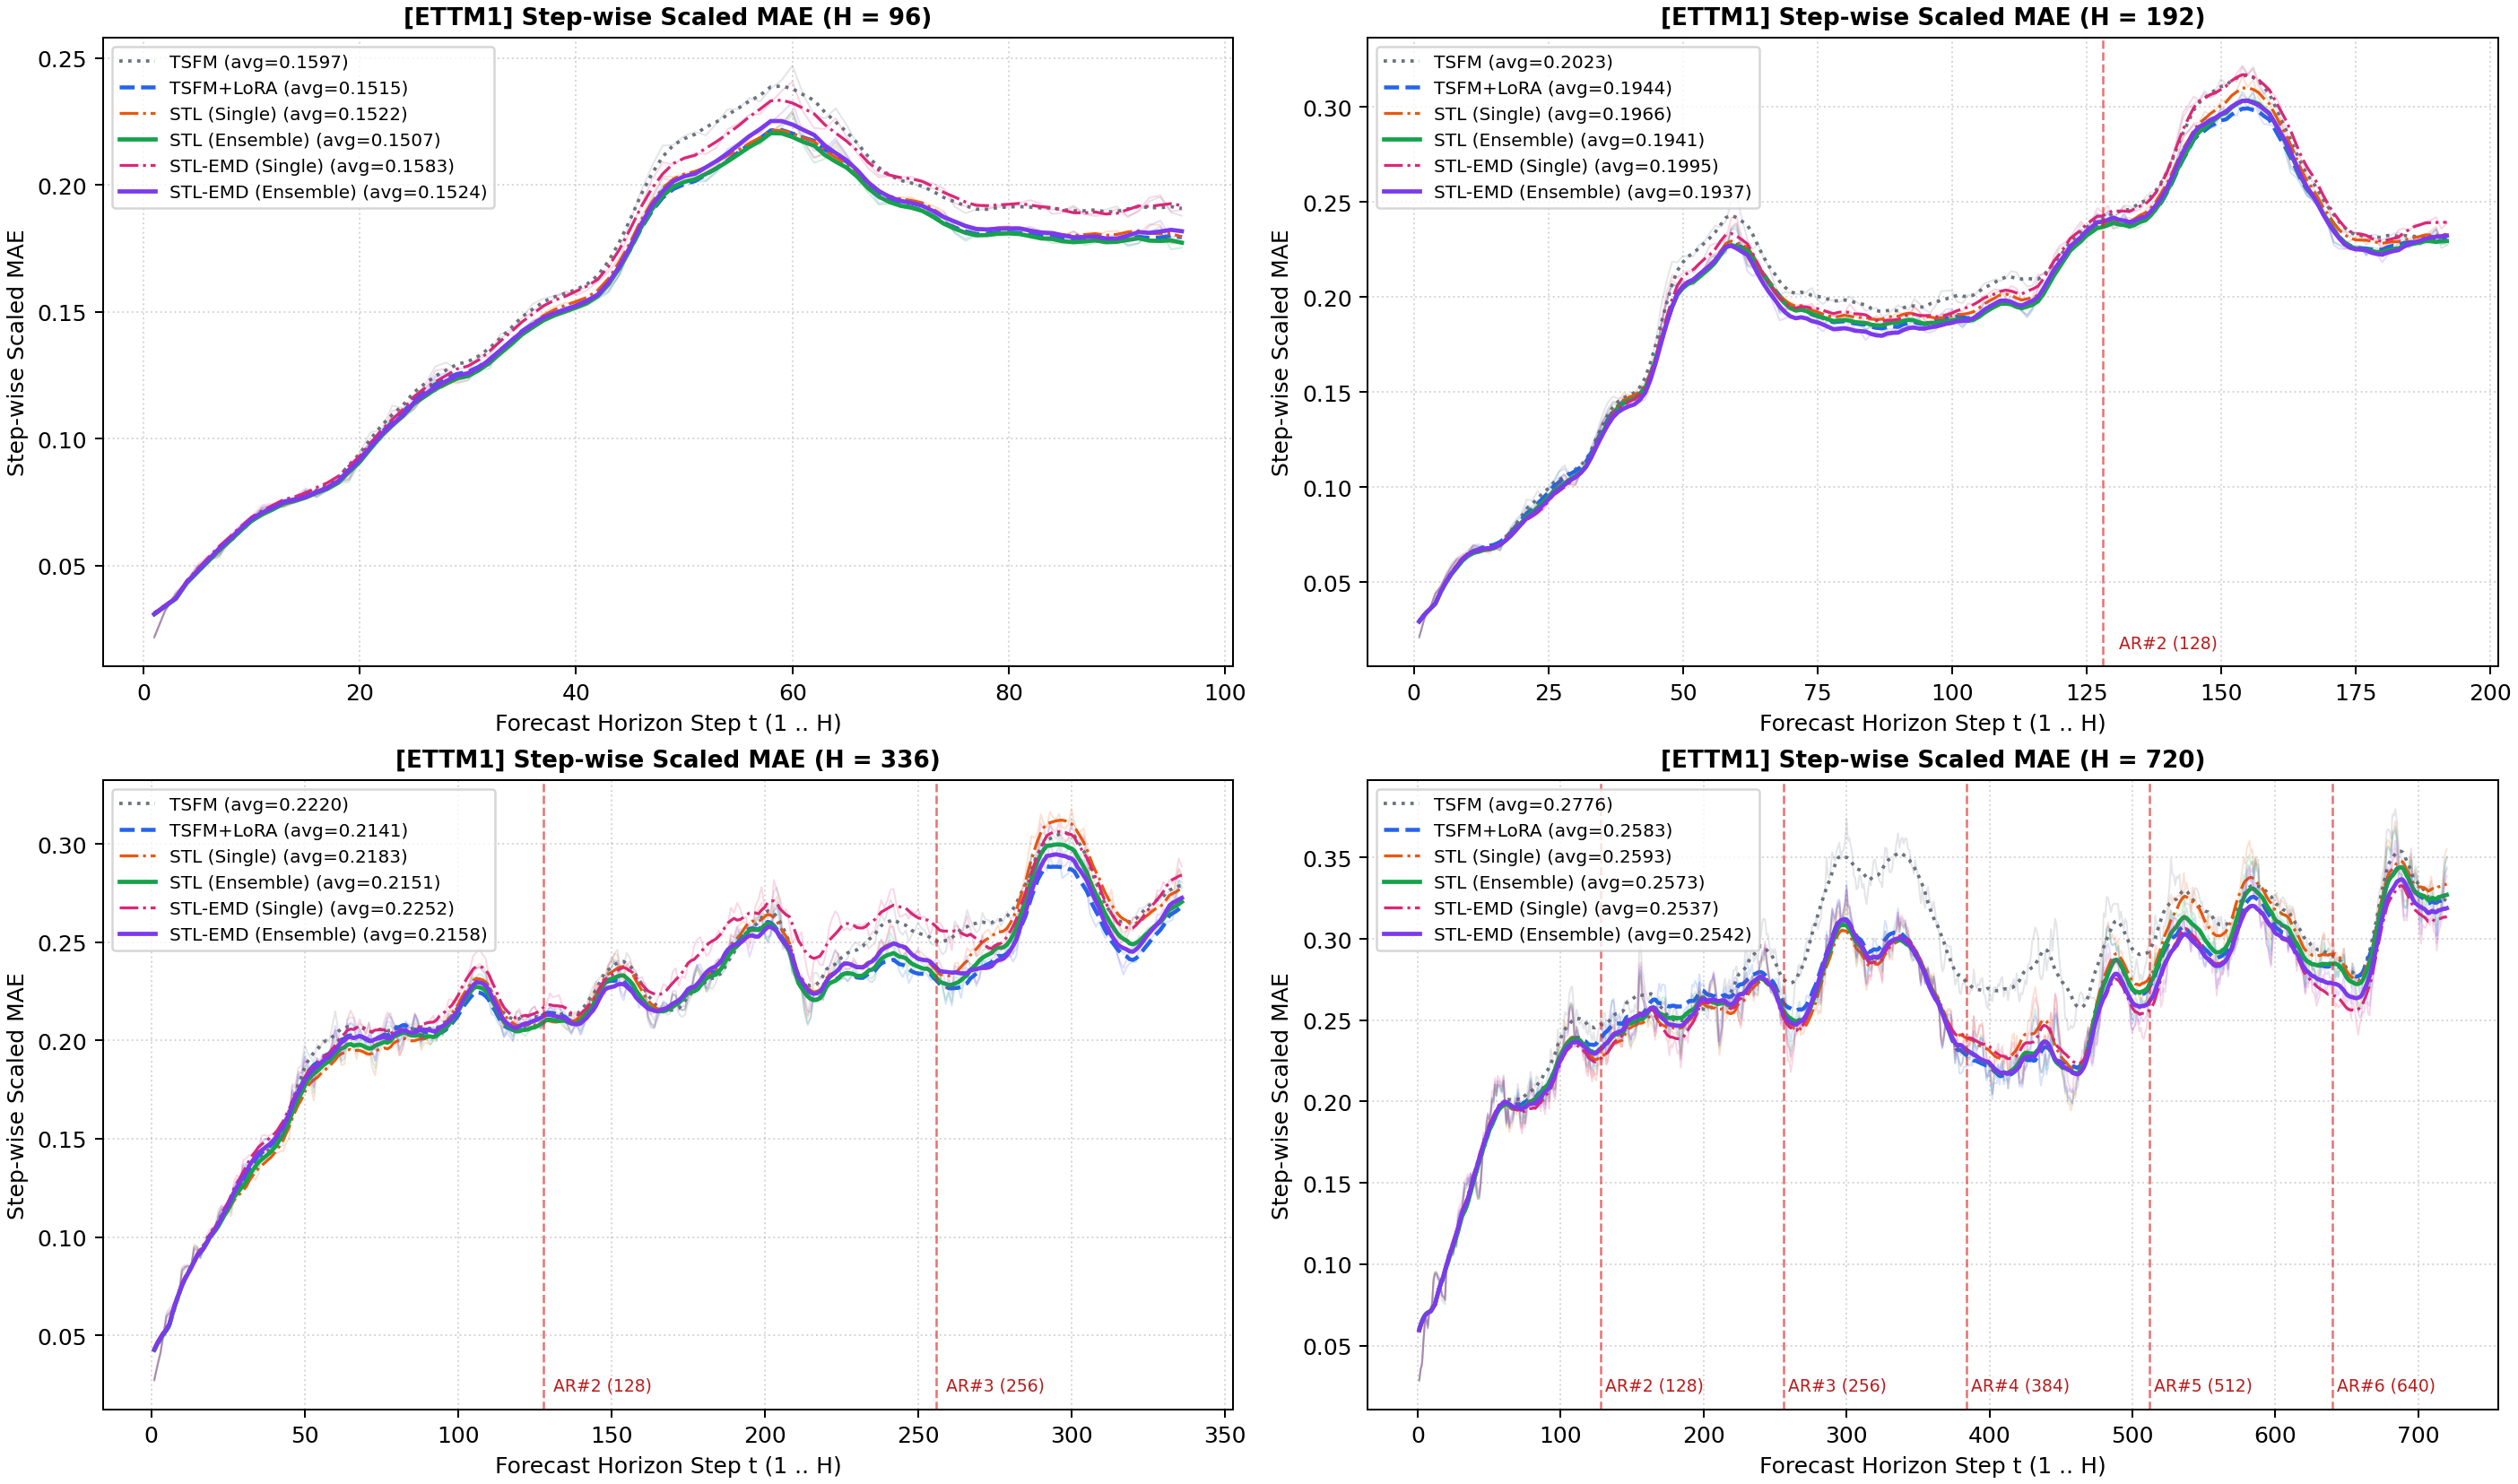 [ETTM1] Step-wise Scaled MAE (H = 96)
TSFM (avg=0.1597)
TSFM+LoRA (avg=0.1515)
STL (Single) (avg=0.1522)
STL (Ensemble) (avg=0.1507)
STL-EMD (Single) (avg=0.1583)
STL-EMD (Ensemble) (avg=0.1524)
0.25
0.20
0.15
0.10
0.05
Step-wise Scaled MAE
0 20 40 60 80 100
Forecast Horizon Step t (1 .. H)
[ETTM1] Step-wise Scaled MAE (H = 192)
TSFM (avg=0.2023)
TSFM+LoRA (avg=0.1944)
STL (Single) (avg=0.1966)
STL (Ensemble) (avg=0.1941)
STL-EMD (Single) (avg=0.1995)
STL-EMD (Ensemble) (avg=0.1937)
0.30
0.25
0.20
0.15
0.10
0.05
Step-wise Scaled MAE
AR#2 (128)
0 25 50 75 100 125 150 175 200
Forecast Horizon Step t (1 .. H)
[ETTM1] Step-wise Scaled MAE (H = 336)
TSFM (avg=0.2220)
TSFM+LoRA (avg=0.2141)
STL (Single) (avg=0.2183)
STL (Ensemble) (avg=0.2151)
STL-EMD (Single) (avg=0.2252)
STL-EMD (Ensemble) (avg=0.2158)
0.30
0.25
0.20
0.15
0.10
0.05
Step-wise Scaled MAE
AR#2 (128)
AR#3 (256)
0 50 100 150 200 250 300 350
Forecast Horizon Step t (1 .. H)
[ETTM1] Step-wise Scaled MAE (H = 720)
TSFM (avg=0.2776)
TSFM+LoRA (avg=0.2583)
STL (Single) (avg=0.2593)
STL (Ensemble) (avg=0.2573)
STL-EMD (Single) (avg=0.2537)
STL-EMD (Ensemble) (avg=0.2542)
0.35
0.30
0.25
0.20
0.15
0.10
0.05
Step-wise Scaled MAE
AR#2 (128)
AR#3 (256)
AR#4 (384)
AR#5 (512)
AR#6 (640)
0 100 200 300 400 500 600 700
Forecast Horizon Step t (1 .. H)